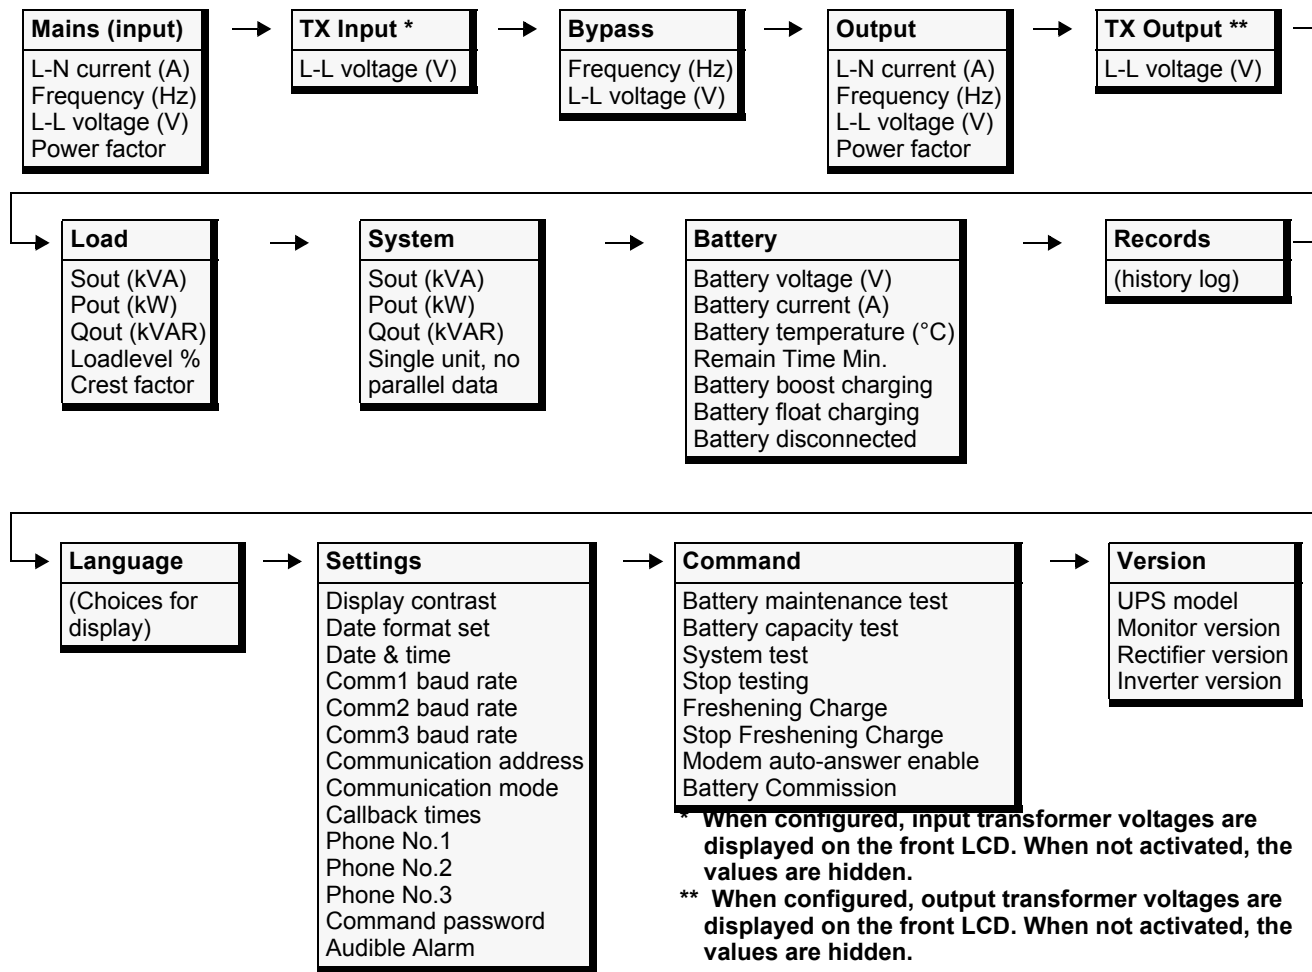 Mains (input)
L-N current (A)
Frequency (Hz)
L-L voltage (V)
Power factor
TX Input *
L-L voltage (V)
Bypass
Frequency (Hz)
L-L voltage (V)
Output
L-N current (A)
Frequency (Hz)
L-L voltage (V)
Power factor
TX Output **
L-L voltage (V)
Load
Sout (kVA)
Pout (kW)
Qout (kVAR)
Loadlevel %
Crest factor
System
Sout (kVA)
Pout (kW)
Qout (kVAR)
Single unit, no
parallel data
Battery
Battery voltage (V)
Battery current (A)
Battery temperature (°C)
Remain Time Min.
Battery boost charging
Battery float charging
Battery disconnected
Records
(history log)
Language
(Choices for
display)
Settings
Display contrast
Date format set
Date & time
Comm1 baud rate
Comm2 baud rate
Comm3 baud rate
Communication address
Communication mode
Callback times
Phone No.1
Phone No.2
Phone No.3
Command password
Audible Alarm
Command
Battery maintenance test
Battery capacity test
System test
Stop testing
Freshening Charge
Stop Freshening Charge
Modem auto-answer enable
Battery Commission
Version
UPS model
Monitor version
Rectifier version
Inverter version
* When configured, input transformer voltages are
displayed on the front LCD. When not activated, the
values are hidden.
** When configured, output transformer voltages are
displayed on the front LCD. When not activated, the
values are hidden.